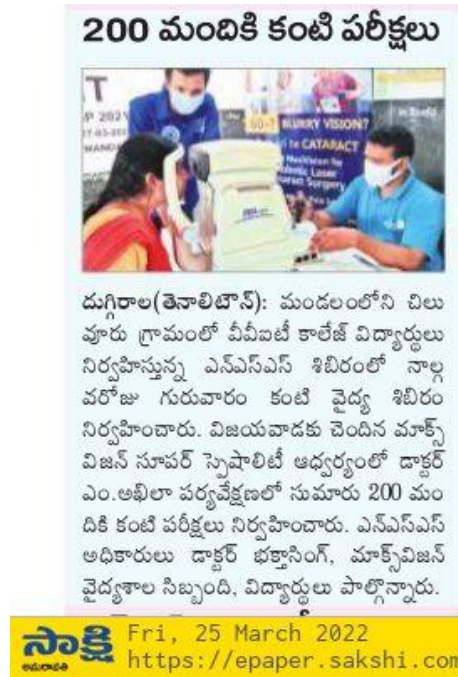 200 మందికి కంటి పరీక్షలు
BLURRY VISION?
CATARACT
దుగ్గిరాల(తెనాలిటౌన్): మండలంలోని చిలు
వూరు గ్రామంలో వీవీఐటీ కాలేజ్ విద్యార్థులు
నిర్వహిస్తున్న ఎన్ఎస్ఎస్ శిబిరంలో నాల్గ
వరోజు గురువారం కంటి వైద్య శిబిరం
నిర్వహించారు. విజయవాడకు చెందిన మాక్స్
విజన్ సూపర్ స్పెషాలిటీ ఆధ్వర్యంలో డాక్టర్
ఎం.అఖిలా పర్యవేక్షణలో సుమారు 200 మం
దికి కంటి పరీక్షలు నిర్వహించారు. ఎన్ఎస్ఎస్
అధికారులు డాక్టర్ భక్తాసింగ్, మాక్స్‌విజన్
వైద్యశాల సిబ్బంది, విద్యార్థులు పాల్గొన్నారు.
సాక్షి
అమరావతి
Fri, 25 March 2022
https://epaper.sakshi.com